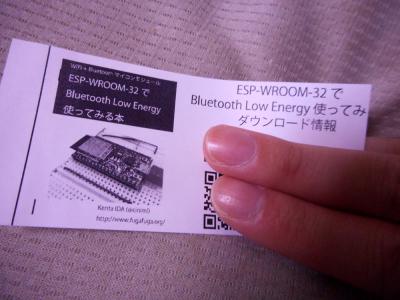 WiFi + Bluetooth マイコンモジュール
ESP-WROOM-32 で
Bluetooth Low Energy
使ってみる本
Kenta IDA (@ciniml)
http://www.fugafuga.org/
ESP-WROOM-32 で
Bluetooth Low Energy 使ってみ
ダウンロード情報